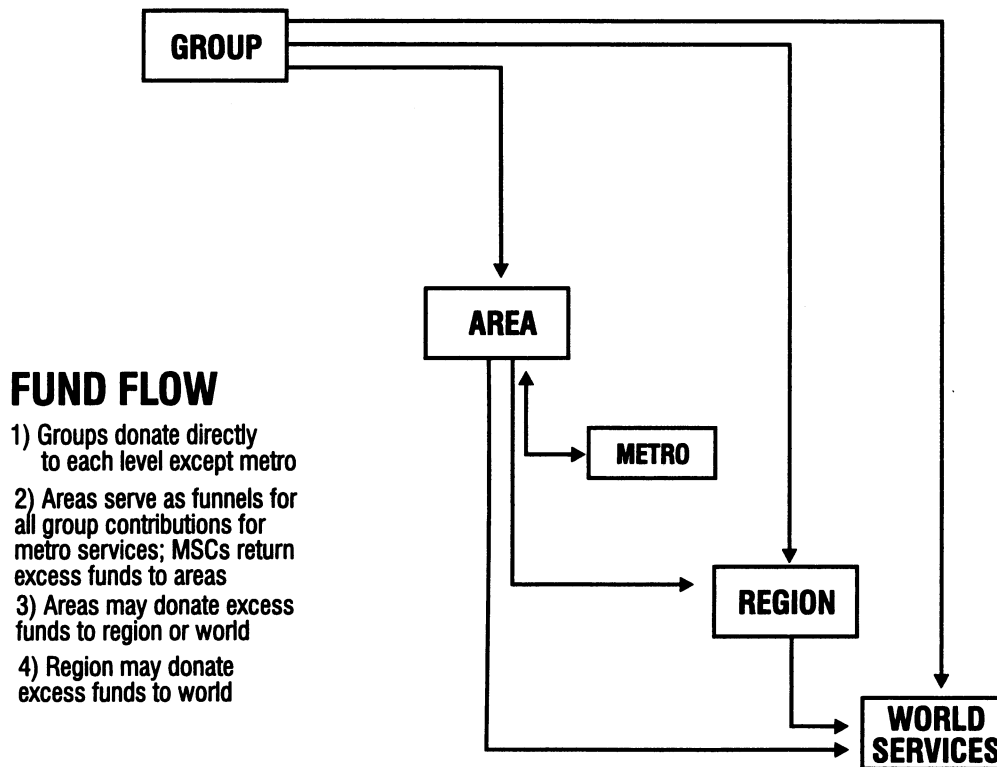 GROUP
AREA
FUND FLOW
1) Groups donate directly
to each level except metro
METRO
2) Areas serve as funnels for
all group contributions for
metro services; MSCs return
excess funds to areas
3) Areas may donate excess
funds to region or world
REGION
4) Region may donate
excess funds to world
WORLD
SERVICES